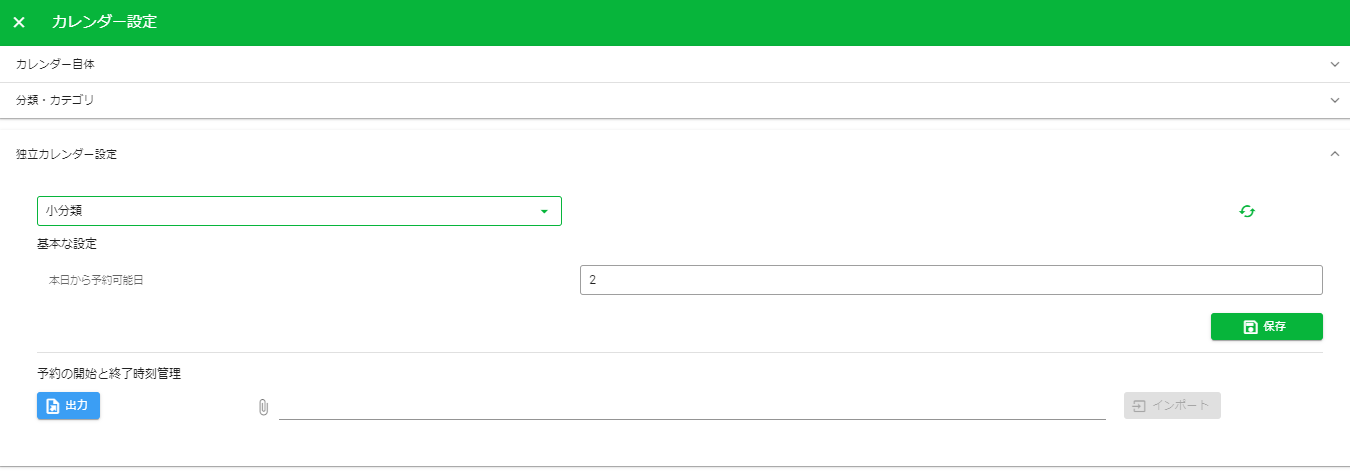 カレンダー設定
カレンダー自体
分類・カテゴリ
独立カレンダー設定
小分類
基本な設定
本日から予約可能日
2
保存
予約の開始と終了時刻管理
出力
インポート